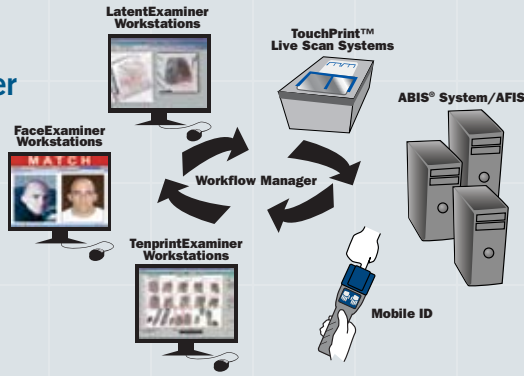 LatentExaminer
Workstations
TouchPrint™
Live Scan Systems
er
ABIS® System/AFIS
FaceExaminer
Workstations
MATCH
Workflow Manager
TenprintExaminer
Workstations
Mobile ID